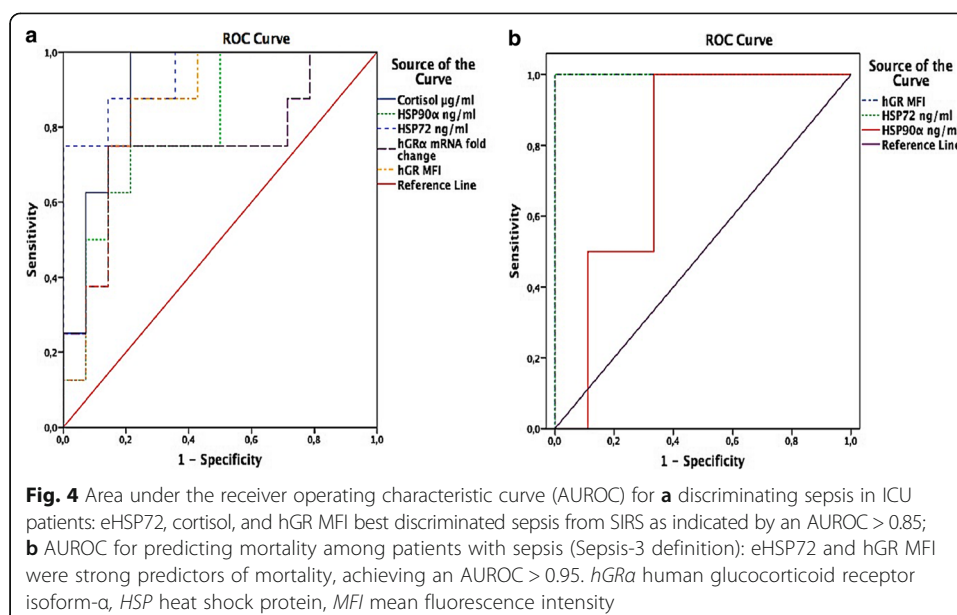 a
ROC Curve
1,0
0,8
0,6
0,4
0,2
0,0
Sensitivity
0,0
0,2
0,4
0,6
0,8
1,0
1 – Specificity
Source of the
Curve
Cortisol µg/ml
HSP90α ng/ml
HSP72 ng/ml
hGRα mRNA fold
change
hGR MFI
Reference Line
b
ROC Curve
1,0
0,8
0,6
0,4
0,2
0,0
Sensitivity
0,0
0,2
0,4
0,6
0,8
1,0
1 – Specificity
Source of the
Curve
hGR MFI
HSP72 ng/ml
HSP90α ng/ml
Reference Line
Fig. 4 Area under the receiver operating characteristic curve (AUROC) for a discriminating sepsis in ICU
patients: eHSP72, cortisol, and hGR MFI best discriminated sepsis from SIRS as indicated by an AUROC > 0.85;
b AUROC for predicting mortality among patients with sepsis (Sepsis-3 definition): eHSP72 and hGR MFI
were strong predictors of mortality, achieving an AUROC > 0.95. hGRα human glucocorticoid receptor
isoform-α, HSP heat shock protein, MFI mean fluorescence intensity